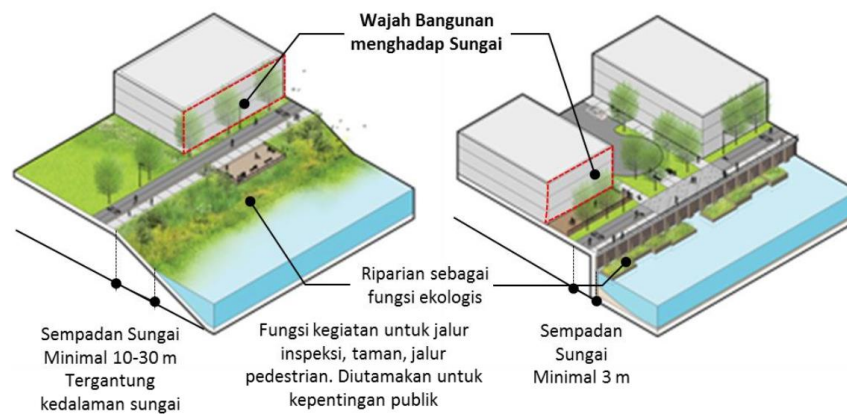 Wajah Bangunan
menghadap Sungai
Riparian sebagai
fungsi ekologis
Sempadan Sungai
Minimal 10-30 m
Tergantung
kedalaman sungai
Fungsi kegiatan untuk jalur
inspeksi, taman, jalur
pedestrian. Diutamakan untuk
kepentingan publik
Sempadan
Sungai
Minimal 3 m